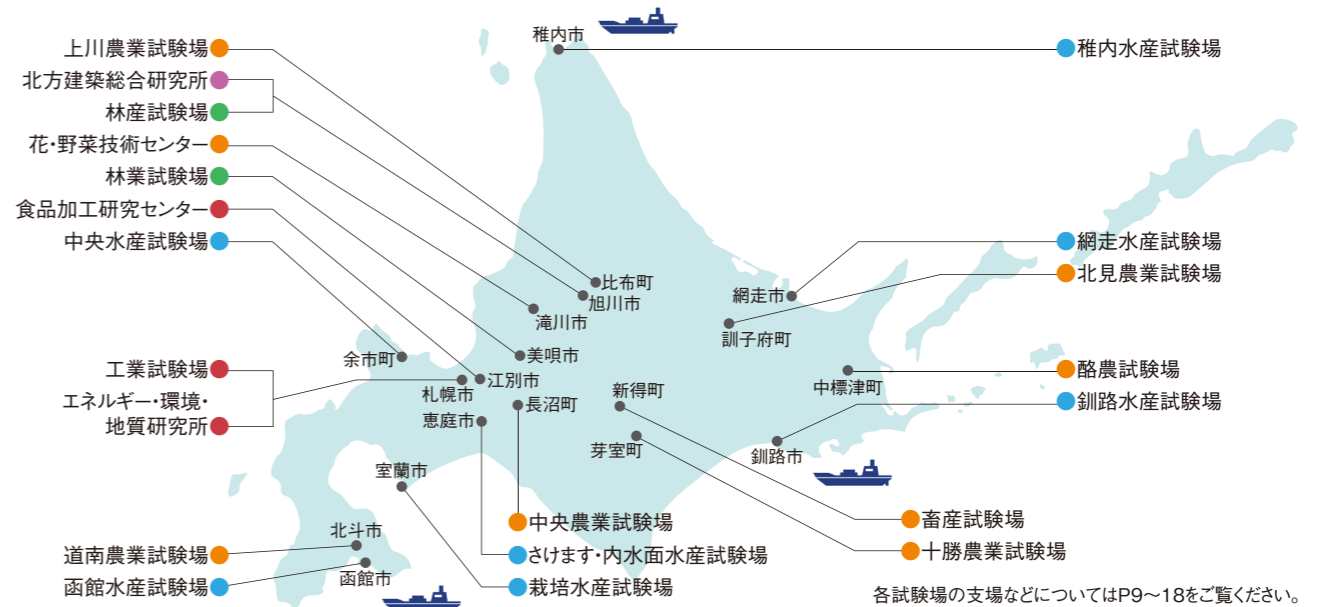 上川農業試験場
北方建築総合研究所
林産試験場
花・野菜技術センター
林業試験場
食品加工研究センター
中央水産試験場
工業試験場
エネルギー・環境・
地質研究所
道南農業試験場
函館水産試験場
稚内市
比布町
旭川市
滝川市
美唄市
余市町
江別市
札幌市
長沼町
恵庭市
室蘭市
北斗市
函館市
網走市
訓子府町
中標津町
新得町
芽室町
釧路市
稚内水産試験場
網走水産試験場
北見農業試験場
酪農試験場
釧路水産試験場
畜産試験場
十勝農業試験場
中央農業試験場
さけます・内水面水産試験場
栽培水産試験場
各試験場の支場などについてはP9〜18をご覧ください。